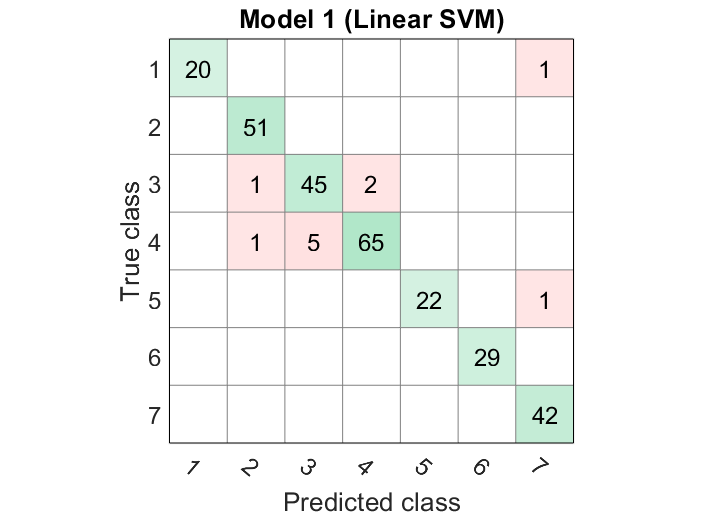 Model 1 (Linear SVM)
1 20 1
2 51
3 1 45 2
4 1 5 65
5 22 1
6 29
7 42
True class
1 2 3 4 5 6 7
Predicted class